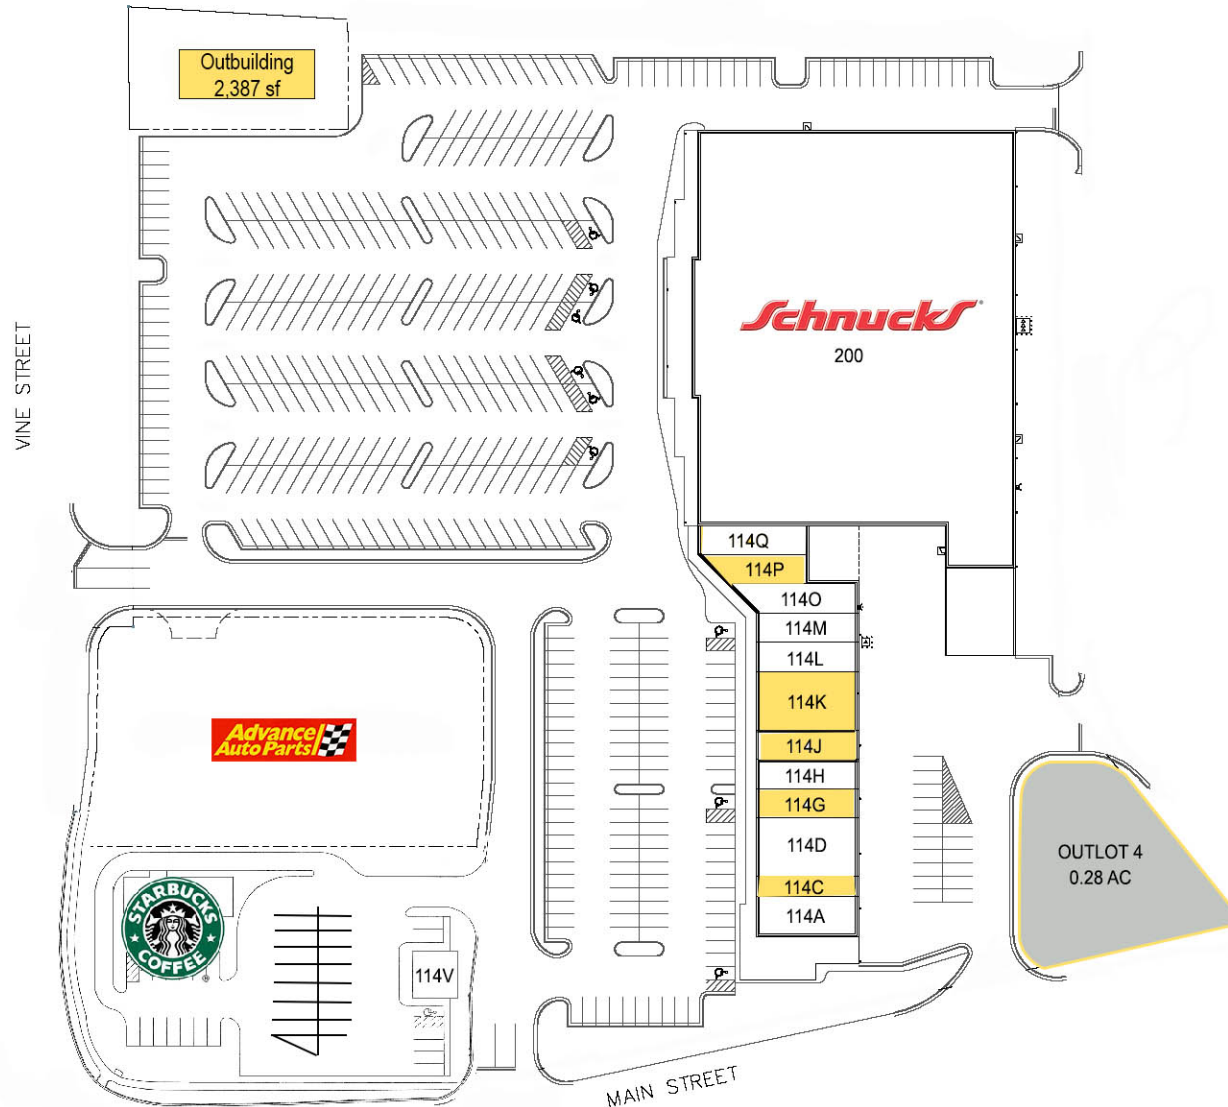 Outbuilding
2,387 sf
VINE STREET
Schnucks
200
114Q
114P
114O
114M
114L
114K
114J
114H
114G
114D
114C
114A
Advance
Auto Parts
STARBUCKS
COFFEE
114V
OUTLOT 4
0.28 AC
MAIN STREET